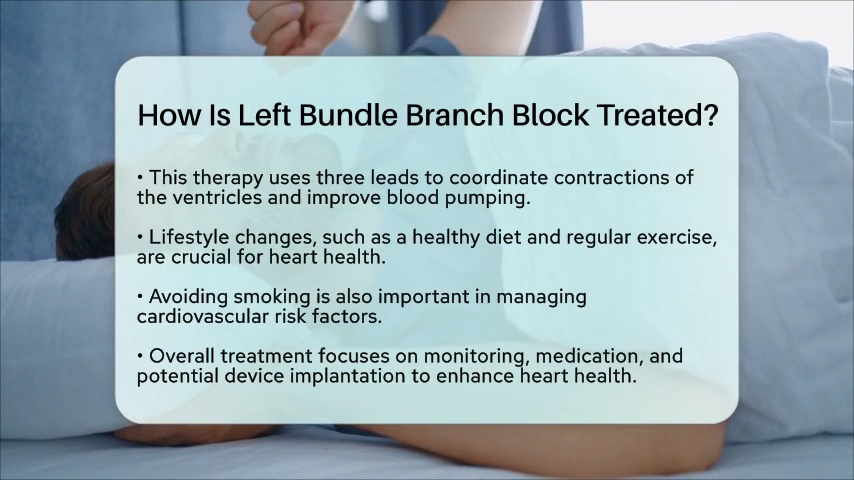 How Is Left Bundle Branch Block Treated?
• This therapy uses three leads to coordinate contractions of
the ventricles and improve blood pumping.
• Lifestyle changes, such as a healthy diet and regular exercise,
are crucial for heart health.
• Avoiding smoking is also important in managing
cardiovascular risk factors.
• Overall treatment focuses on monitoring, medication, and
potential device implantation to enhance heart health.